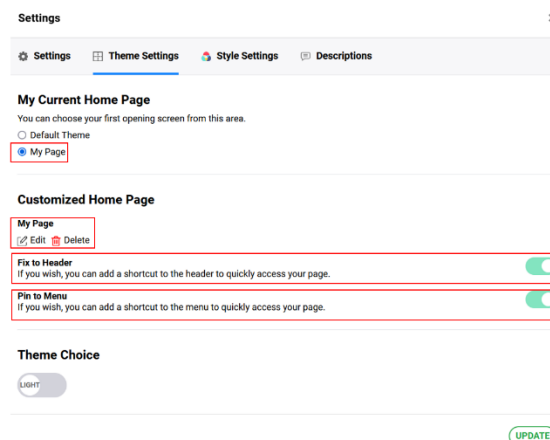 Settings
Settings Theme Settings Style Settings Descriptions
My Current Home Page
You can choose your first opening screen from this area.
Default Theme
My Page
Customized Home Page
My Page
Edit Delete
Fix to Header
If you wish, you can add a shortcut to the header to quickly access your page.
Pin to Menu
If you wish, you can add a shortcut to the menu to quickly access your page.
Theme Choice
LIGHT
UPDATE